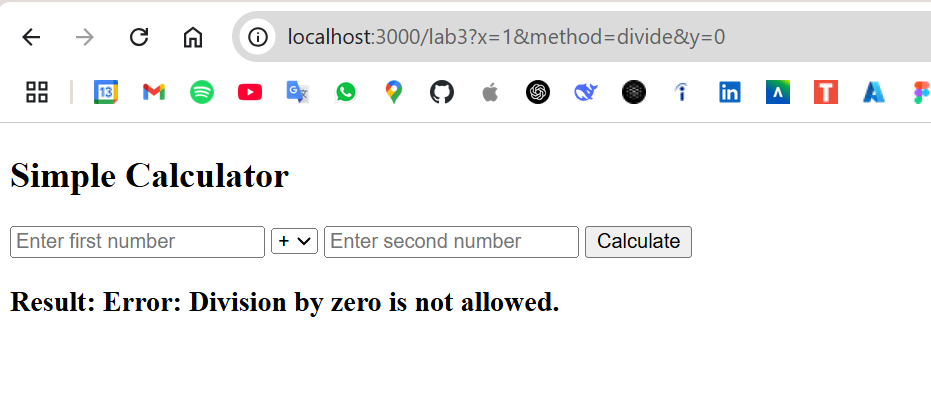 localhost:3000/lab3?x=1&method=divide&y=0
13
in
T
Simple Calculator
Enter first number + Enter second number Calculate
Result: Error: Division by zero is not allowed.